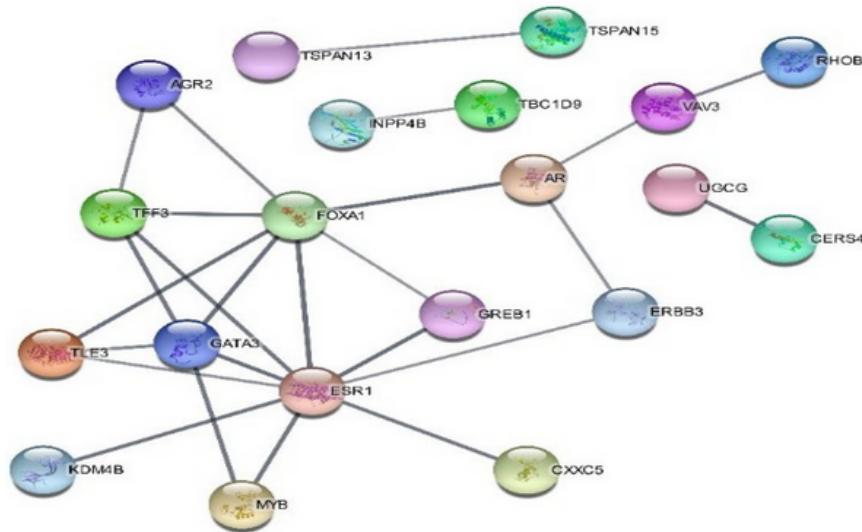 TSPAN15
TSPAN13
RHOB
AGR2
TBC1D9
VAV3
INPP4B
AR
UGCG
TFF3
FOXA1
CERS4
GREB1
ERBB3
TLE3
GATA3
ESR1
KDM4B
CXXC5
MYB